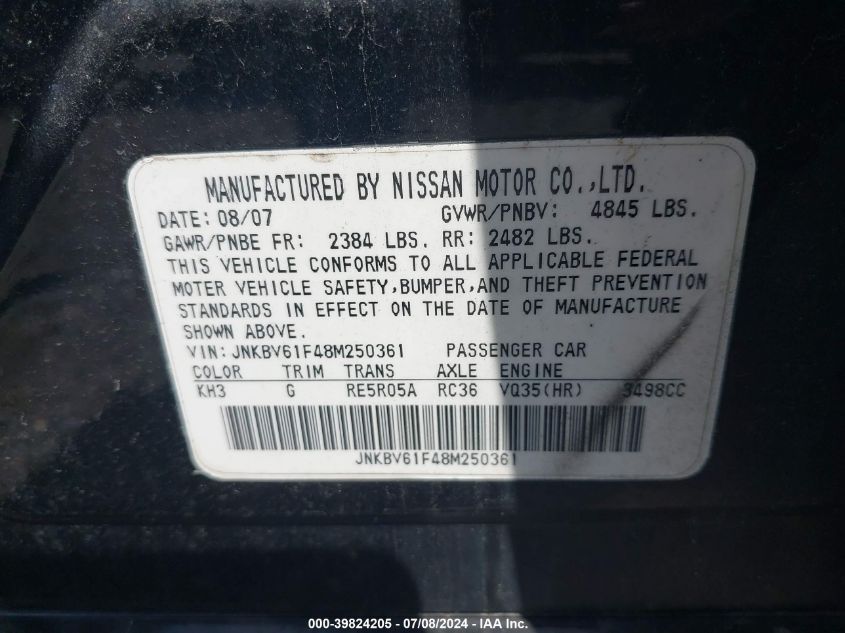 MANUFACTURED BY NISSAN MOTOR CO.,LTD.
DATE: 08/07 GVWR/PNBV: 4845 LBS.
GAWR/PNBE FR: 2384 LBS. RR: 2482 LBS.
THIS VEHICLE CONFORMS TO ALL APPLICABLE FEDERAL
MOTER VEHICLE SAFETY,BUMPER,AND THEFT PREVENTION
STANDARDS IN EFFECT ON THE DATE OF MANUFACTURE
SHOWN ABOVE.
VIN: JNKBV61F48M250361 PASSENGER CAR
COLOR TRIM TRANS AXLE ENGINE
KH3 G RE5R05A RC36 VQ35(HR) 3498CC
JNKBV61F48M250361
000-39824205 - 07/08/2024 - IAA Inc.